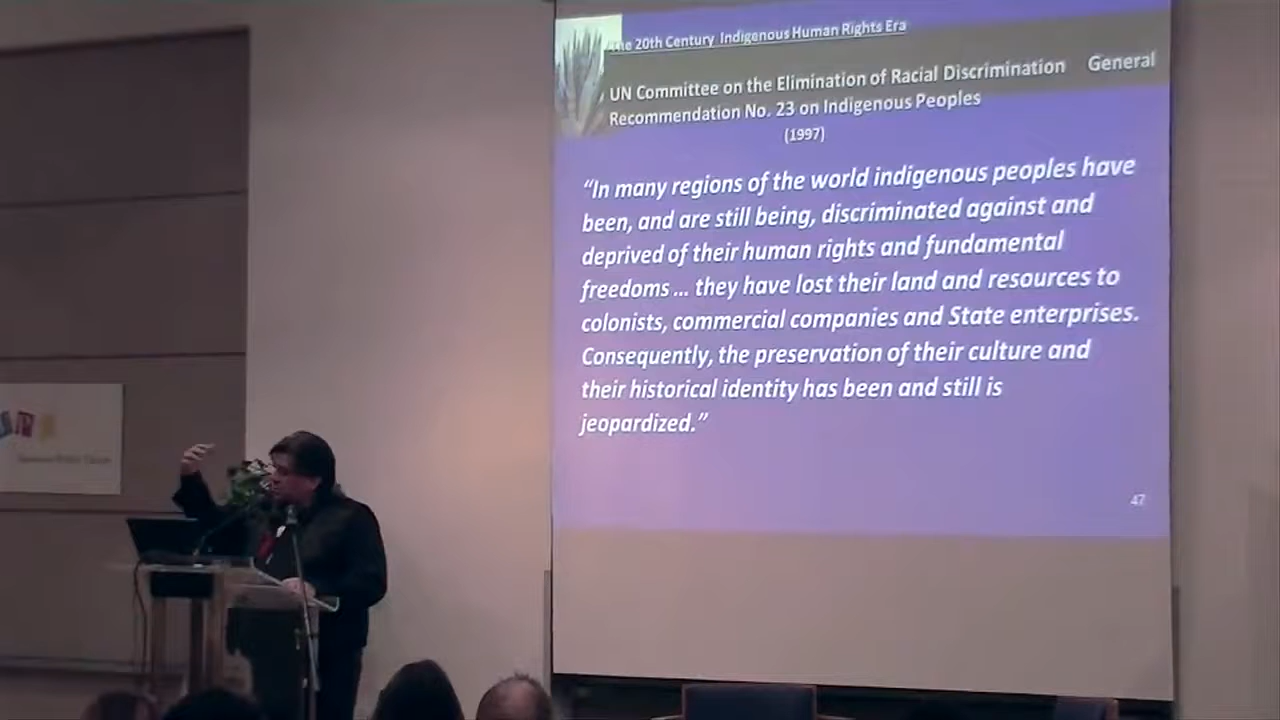 The 20th Century Indigenous Human Rights Era
UN Committee on the Elimination of Racial Discrimination General
Recommendation No. 23 on Indigenous Peoples
(1997)
“In many regions of the world indigenous peoples have
been, and are still being, discriminated against and
deprived of their human rights and fundamental
freedoms ... they have lost their land and resources to
colonists, commercial companies and State enterprises.
Consequently, the preservation of their culture and
their historical identity has been and still is
jeopardized.”
47